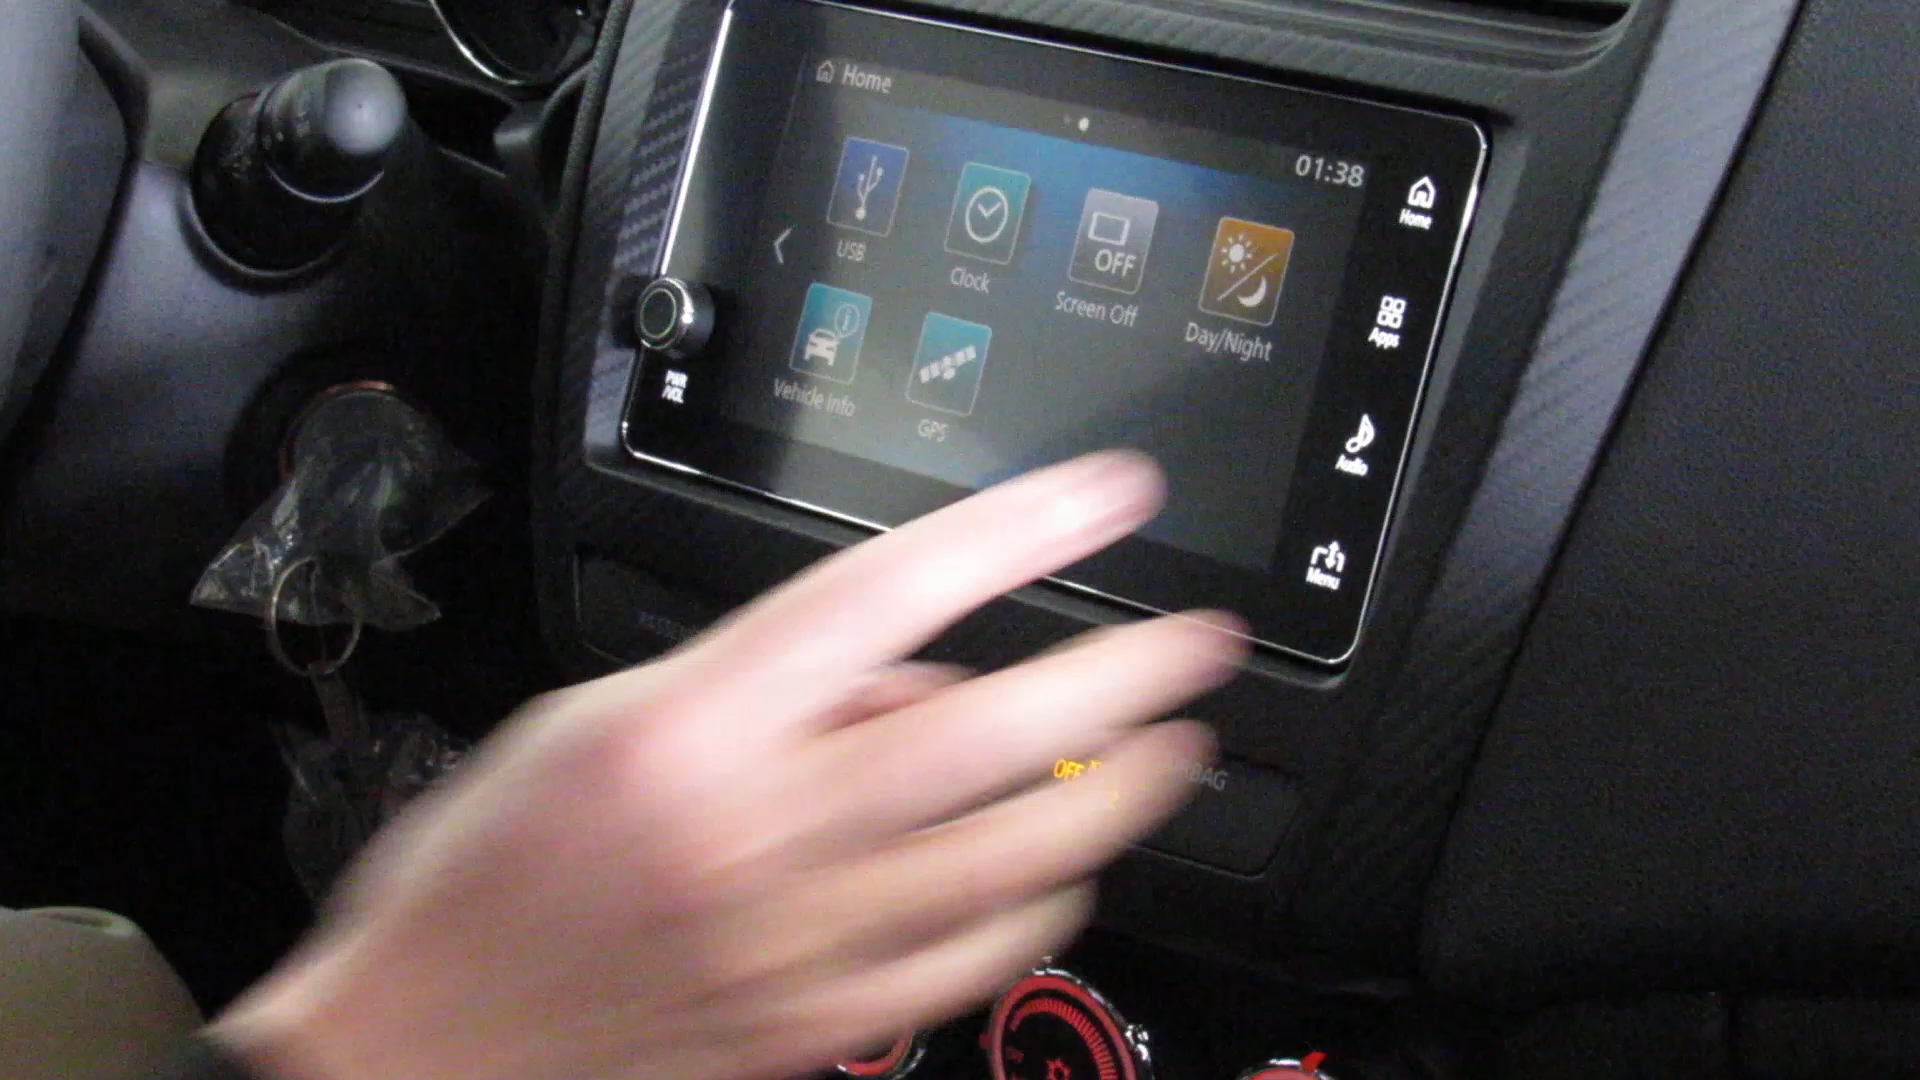 Home
01:38
USB
Clock
OFF
Screen Off
Day/Night
Vehicle Info
GPS
PWR
/VOL
Home
Apps
Audio
Menu
OFF